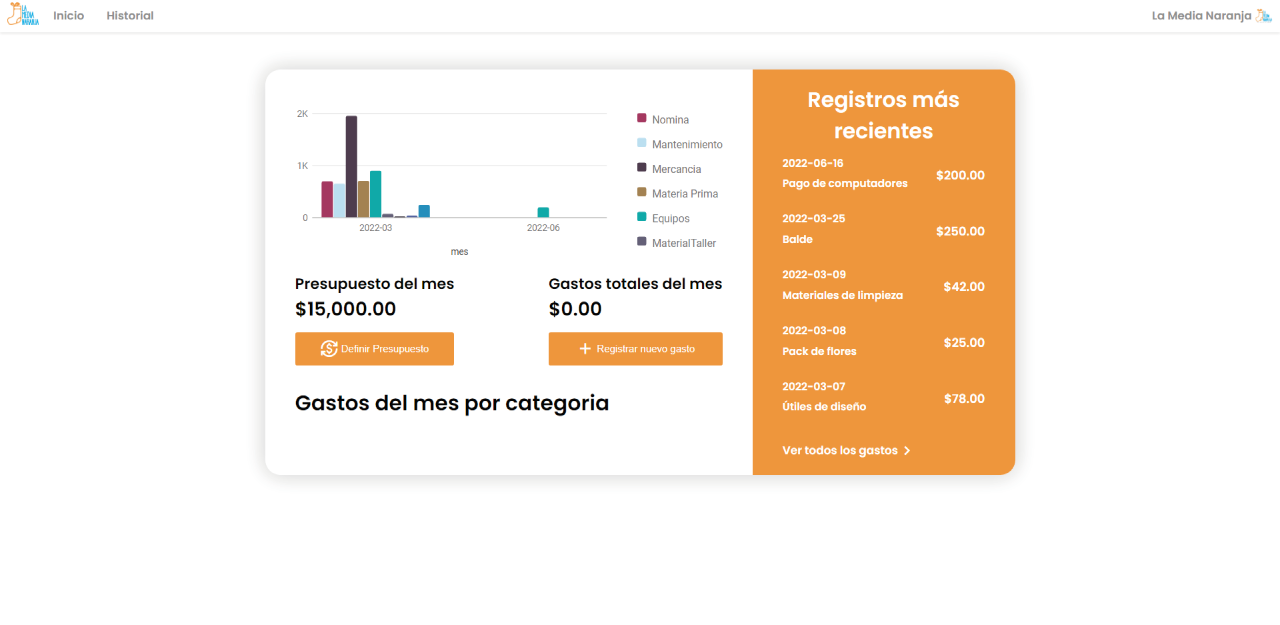 LA MEDIA NARANJA
Inicio
Historial
La Media Naranja
2K
1K
0
2022-03
2022-06
mes
Nomina
Mantenimiento
Mercancia
Materia Prima
Equipos
MaterialTaller
Presupuesto del mes
$15,000.00
Definir Presupuesto
Gastos totales del mes
$0.00
Registrar nuevo gasto
Gastos del mes por categoria
Registros más
recientes
2022-06-16
Pago de computadores
$200.00
2022-03-25
Balde
$250.00
2022-03-09
Materiales de limpieza
$42.00
2022-03-08
Pack de flores
$25.00
2022-03-07
Útiles de diseño
$78.00
Ver todos los gastos